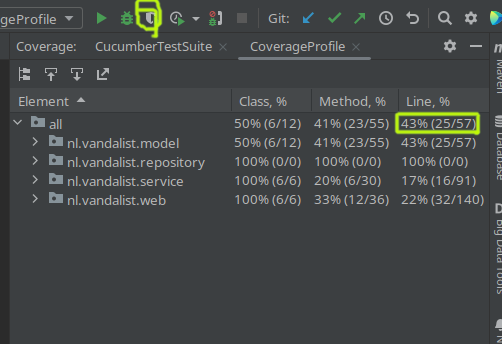 geProfile
Git:
Coverage: CucumberTestSuite × CoverageProfile ×
Element Class, % Method, % Line, %
all 50% (6/12) 41% (23/55) 43% (25/57)
nl.vandalist.model 50% (6/12) 41% (23/55) 43% (25/57)
nl.vandalist.repository 100% (0/0) 100% (0/0) 100% (0/0)
nl.vandalist.service 100% (6/6) 20% (6/30) 17% (16/91)
nl.vandalist.web 100% (6/6) 33% (12/36) 22% (32/140)
Maven
Database
Big Data Tools